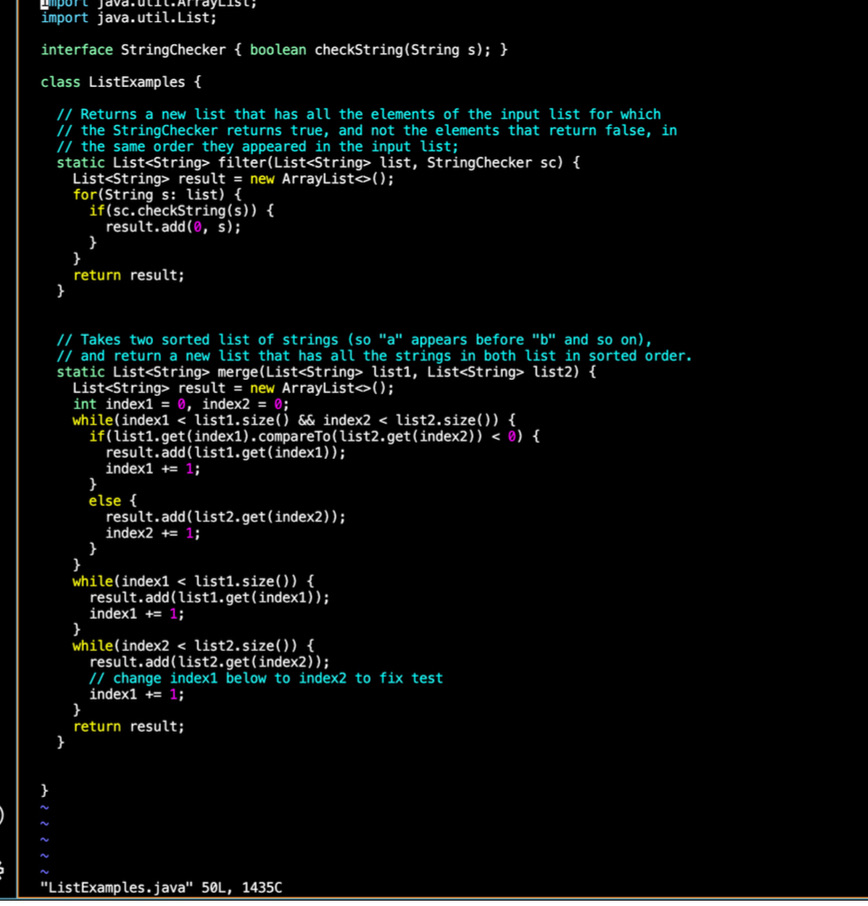 import java.util.ArrayList;
import java.util.List;

interface StringChecker { boolean checkString(String s); }

class ListExamples {

  // Returns a new list that has all the elements of the input list for which
  // the StringChecker returns true, and not the elements that return false, in
  // the same order they appeared in the input list;
  static List<String> filter(List<String> list, StringChecker sc) {
    List<String> result = new ArrayList<>();
    for(String s: list) {
      if(sc.checkString(s)) {
        result.add(0, s);
      }
    }
    return result;
  }


  // Takes two sorted list of strings (so "a" appears before "b" and so on),
  // and return a new list that has all the strings in both list in sorted order.
  static List<String> merge(List<String> list1, List<String> list2) {
    List<String> result = new ArrayList<>();
    int index1 = 0, index2 = 0;
    while(index1 < list1.size() && index2 < list2.size()) {
      if(list1.get(index1).compareTo(list2.get(index2)) < 0) {
        result.add(list1.get(index1));
        index1 += 1;
      }
      else {
        result.add(list2.get(index2));
        index2 += 1;
      }
    }
    while(index1 < list1.size()) {
      result.add(list1.get(index1));
      index1 += 1;
    }
    while(index2 < list2.size()) {
      result.add(list2.get(index2));
      // change index1 below to index2 to fix test
      index1 += 1;
    }
    return result;
  }


}
~
~
~
~
~
"ListExamples.java" 50L, 1435C